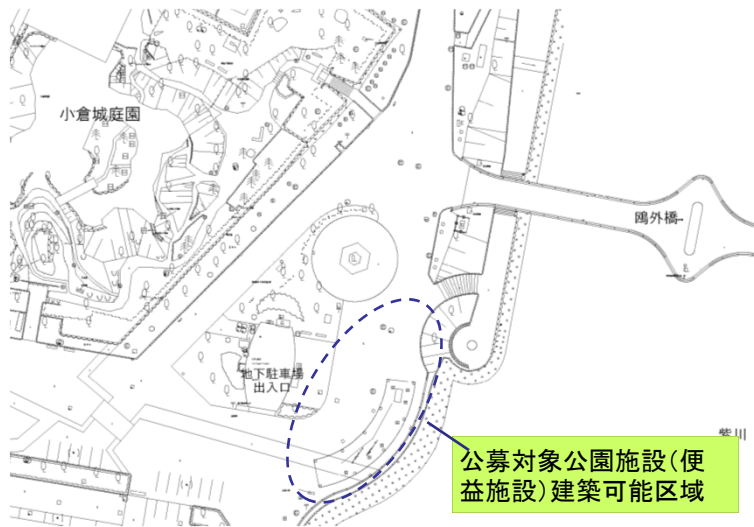 小倉城庭園
鴎外橋
地下駐車場
出入口
紫川
公募対象公園施設(便
益施設)建築可能区域